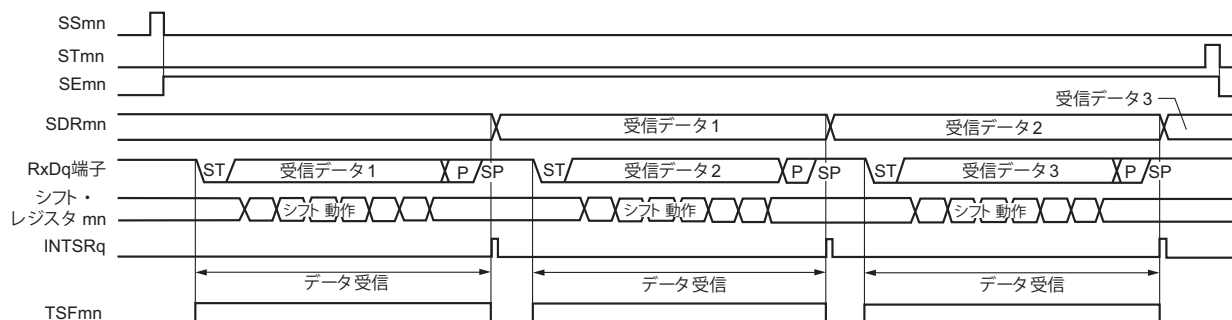 SSmn
STmn
SEmn
受信データ3
SDRmn
受信データ1
受信データ2
RxDq端子
ST
受信データ1
P
SP
ST
受信データ2
P
SP
ST
受信データ3
P
SP
シフト・
レジスタ mn
シフト 動作
シフト 動作
シフト 動作
INTSRq
データ受信
データ受信
データ受信
TSFmn